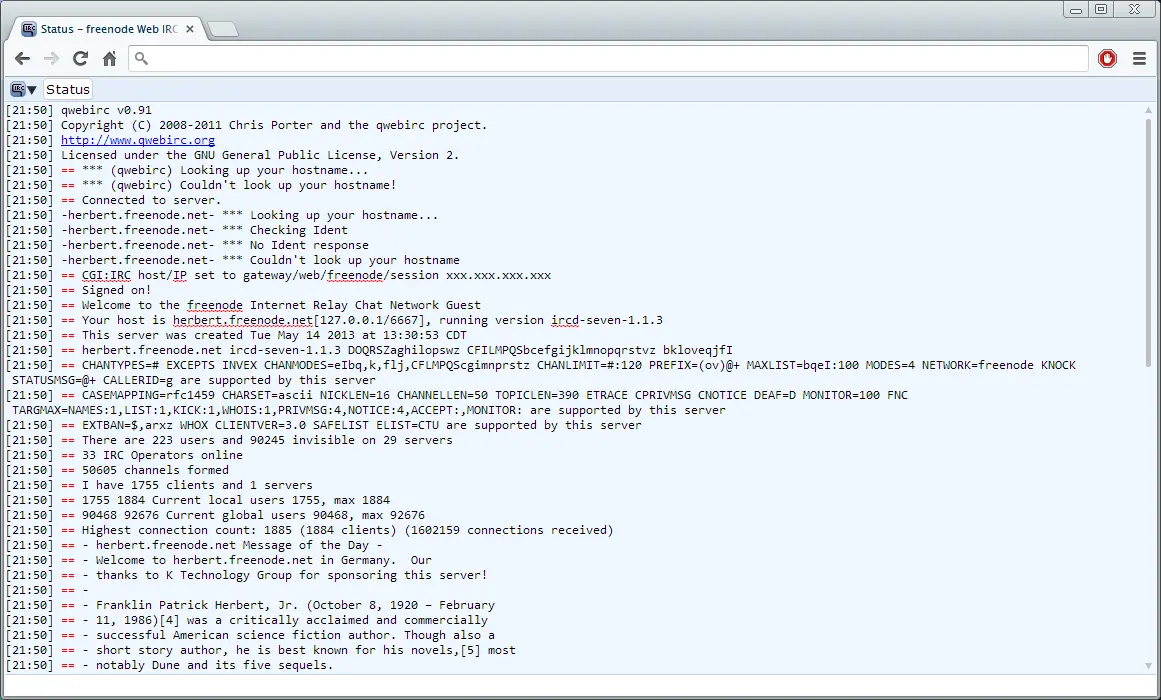 Status – freenode Web IRC
Status
[21:50] qwebirc v0.91
[21:50] Copyright (C) 2008-2011 Chris Porter and the qwebirc project.
[21:50] http://www.qwebirc.org
[21:50] Licensed under the GNU General Public License, Version 2.
[21:50] == *** (qwebirc) Looking up your hostname...
[21:50] == *** (qwebirc) Couldn't look up your hostname!
[21:50] == Connected to server.
[21:50] -herbert.freenode.net- *** Looking up your hostname...
[21:50] -herbert.freenode.net- *** Checking Ident
[21:50] -herbert.freenode.net- *** No Ident response
[21:50] -herbert.freenode.net- *** Couldn't look up your hostname
[21:50] == CGI:IRC host/IP set to gateway/web/freenode/session xxx.xxx.xxx.xxx
[21:50] == Signed on!
[21:50] == Welcome to the freenode Internet Relay Chat Network Guest
[21:50] == Your host is herbert.freenode.net[127.0.0.1/6667], running version ircd-seven-1.1.3
[21:50] == This server was created Tue May 14 2013 at 13:30:53 CDT
[21:50] == herbert.freenode.net ircd-seven-1.1.3 DOQRSZaghilopswz CFILMPQSbcefgijklmnopqrstvz bkloveqjfI
[21:50] == CHANTYPES=# EXCEPTS INVEX CHANMODES=eIbq,k,flj,CFLMPQScgimnprstz CHANLIMIT=#:120 PREFIX=(ov)@+ MAXLIST=bqeI:100 MODES=4 NETWORK=freenode KNOCK
STATUSMSG=@+ CALLERID=g are supported by this server
[21:50] == CASEMAPPING=rfc1459 CHARSET=ascii NICKLEN=16 CHANNELLEN=50 TOPICLEN=390 ETRACE CPRIVMSG CNOTICE DEAF=D MONITOR=100 FNC
TARGMAX=NAMES:1,LIST:1,KICK:1,WHOIS:1,PRIVMSG:4,NOTICE:4,ACCEPT:,MONITOR: are supported by this server
[21:50] == EXTBAN=$,arxz WHOX CLIENTVER=3.0 SAFELIST ELIST=CTU are supported by this server
[21:50] == There are 223 users and 90245 invisible on 29 servers
[21:50] == 33 IRC Operators online
[21:50] == 50605 channels formed
[21:50] == I have 1755 clients and 1 servers
[21:50] == 1755 1884 Current local users 1755, max 1884
[21:50] == 90468 92676 Current global users 90468, max 92676
[21:50] == Highest connection count: 1885 (1884 clients) (1602159 connections received)
[21:50] == - herbert.freenode.net Message of the Day -
[21:50] == - Welcome to herbert.freenode.net in Germany.  Our
[21:50] == - thanks to K Technology Group for sponsoring this server!
[21:50] == -
[21:50] == - Franklin Patrick Herbert, Jr. (October 8, 1920 – February
[21:50] == - 11, 1986)[4] was a critically acclaimed and commercially
[21:50] == - successful American science fiction author. Though also a
[21:50] == - short story author, he is best known for his novels,[5] most
[21:50] == - notably Dune and its five sequels.